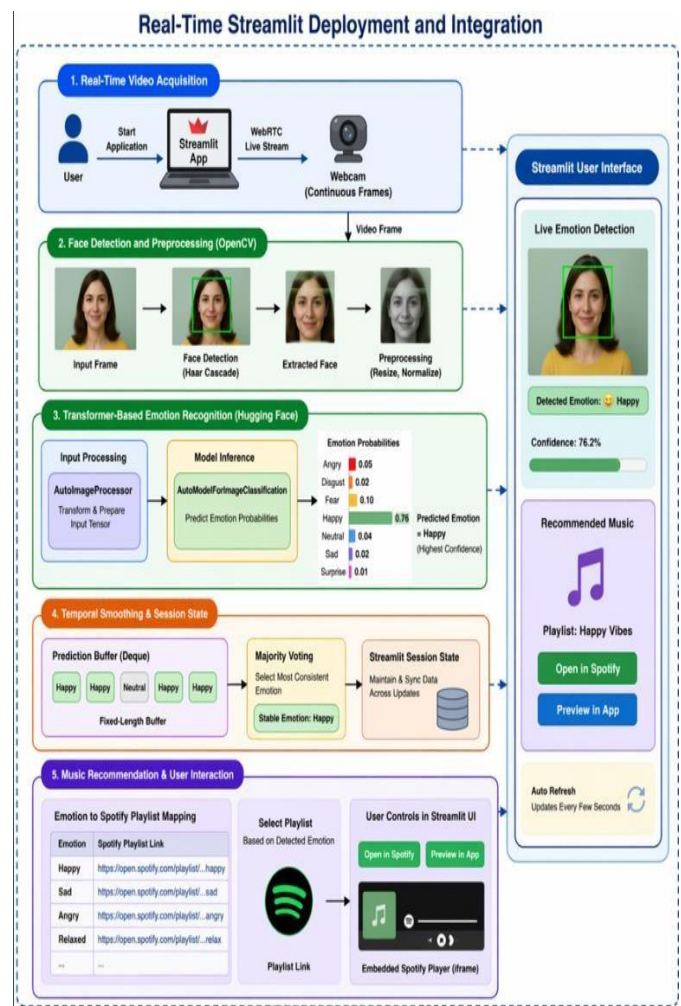 Real-Time Streamlit Deployment and Integration
1. Real-Time Video Acquisition
User
Start
Application
Streamlit
App
WebRTC
Live Stream
Webcam
(Continuous Frames)
Video Frame
2. Face Detection and Preprocessing (OpenCV)
Input Frame
Face Detection
(Haar Cascade)
Extracted Face
Preprocessing
(Resize, Normalize)
3. Transformer-Based Emotion Recognition (Hugging Face)
Input Processing
AutoImageProcessor
Transform & Prepare
Input Tensor
Model Inference
AutoModelForImageClassification
Predict Emotion Probabilities
Emotion Probabilities
Angry 0.05
Disgust 0.02
Fear 0.10
Happy 0.76
Neutral 0.04
Sad 0.02
Surprise 0.01
Predicted Emotion
= Happy
(Highest Confidence)
4. Temporal Smoothing & Session State
Prediction Buffer (Deque)
Happy Happy Neutral Happy Happy
Fixed-Length Buffer
Majority Voting
Select Most Consistent
Emotion
Stable Emotion: Happy
Streamlit Session State
Maintain & Sync Data
Across Updates
5. Music Recommendation & User Interaction
Emotion to Spotify Playlist Mapping
Emotion Spotify Playlist Link
Happy https://open.spotify.com/playlist/...happy
Sad https://open.spotify.com/playlist/...sad
Angry https://open.spotify.com/playlist/...angry
Relaxed https://open.spotify.com/playlist/...relax
... ...
Select Playlist
Based on Detected Emotion
Playlist Link
User Controls in Streamlit UI
Open in Spotify Preview in App
Embedded Spotify Player (iframe)
Streamlit User Interface
Live Emotion Detection
Detected Emotion: 😀 Happy
Confidence: 76.2%
Recommended Music
Playlist: Happy Vibes
Open in Spotify
Preview in App
Auto Refresh
Updates Every Few Seconds